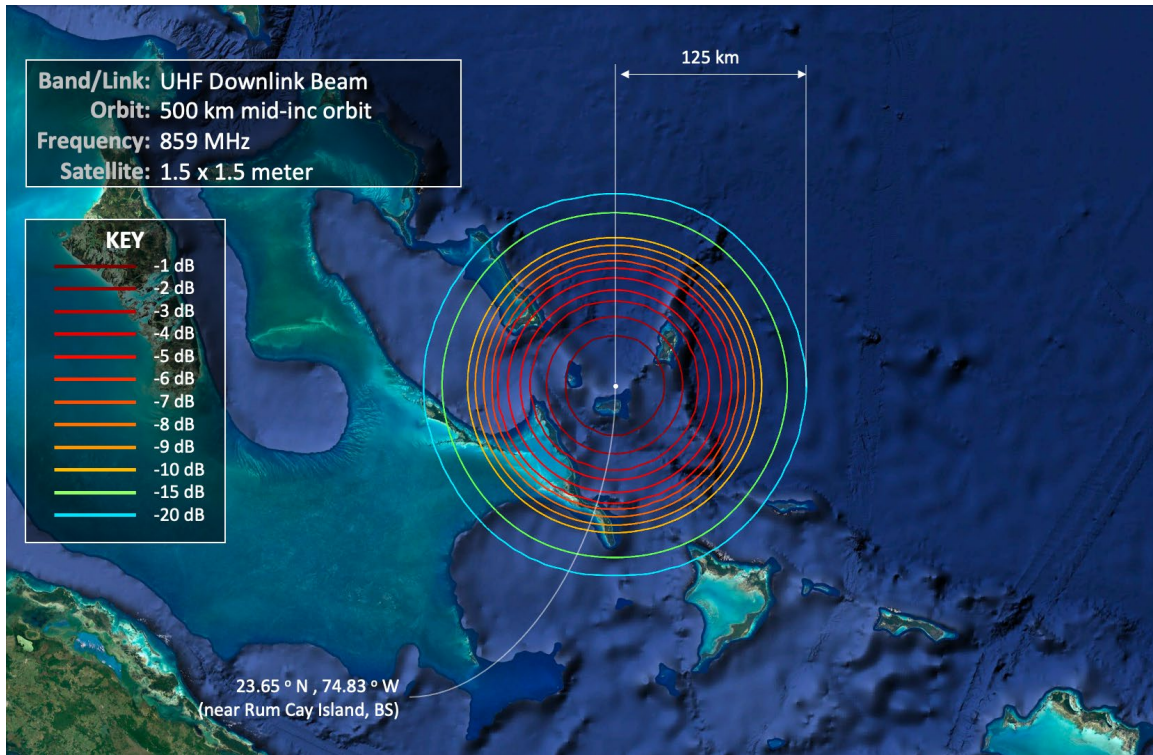 125 km
Band/Link: UHF Downlink Beam
Orbit: 500 km mid-inc orbit
Frequency: 859 MHz
Satellite: 1.5 x 1.5 meter
KEY
-1 dB
-2 dB
-3 dB
-4 dB
-5 dB
-6 dB
-7 dB
-8 dB
-9 dB
-10 dB
-15 dB
-20 dB
23.65 º N , 74.83 º W
(near Rum Cay Island, BS)